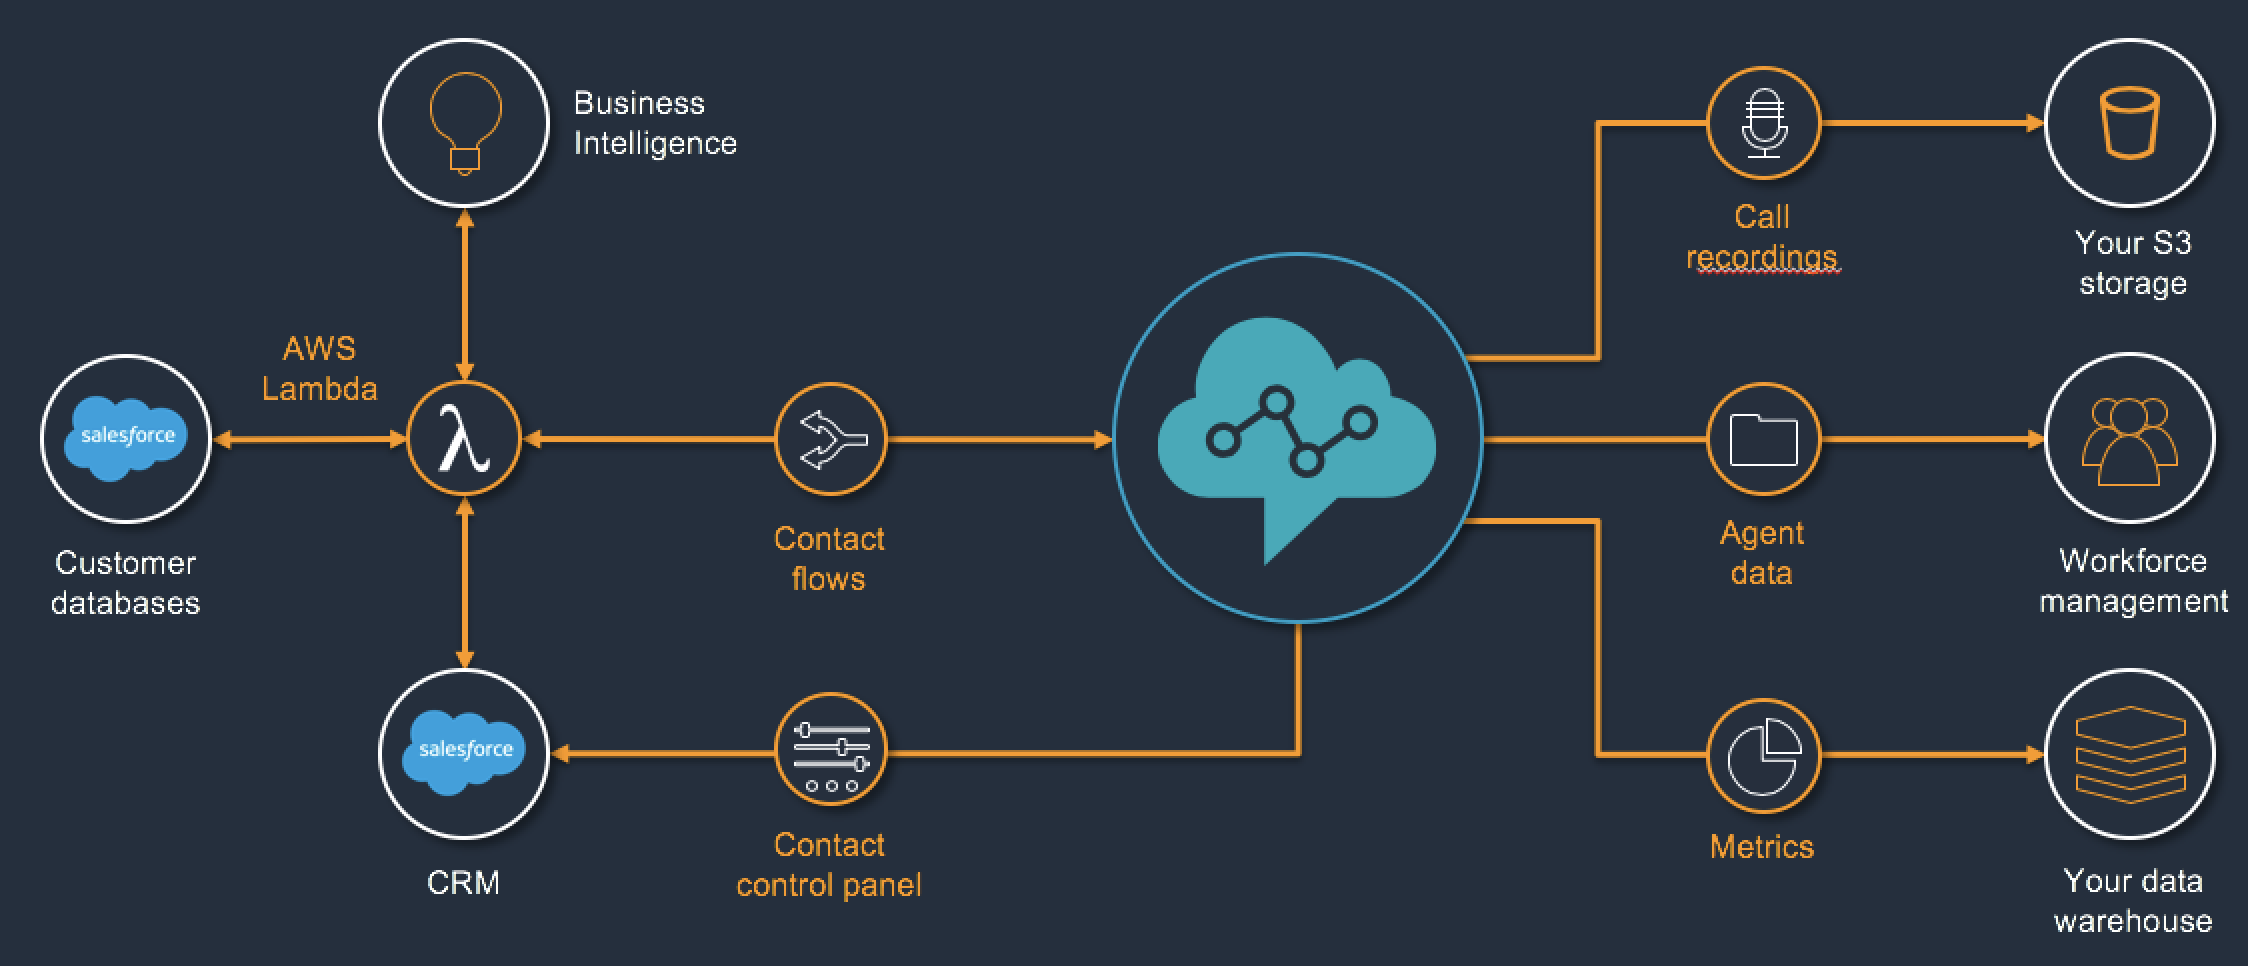 Business
Intelligence
AWS
Lambda
salesforce
λ
Customer
databases
Contact
flows
salesforce
CRM
Contact
control panel
Call
recordings
Your S3
storage
Agent
data
Workforce
management
Metrics
Your data
warehouse